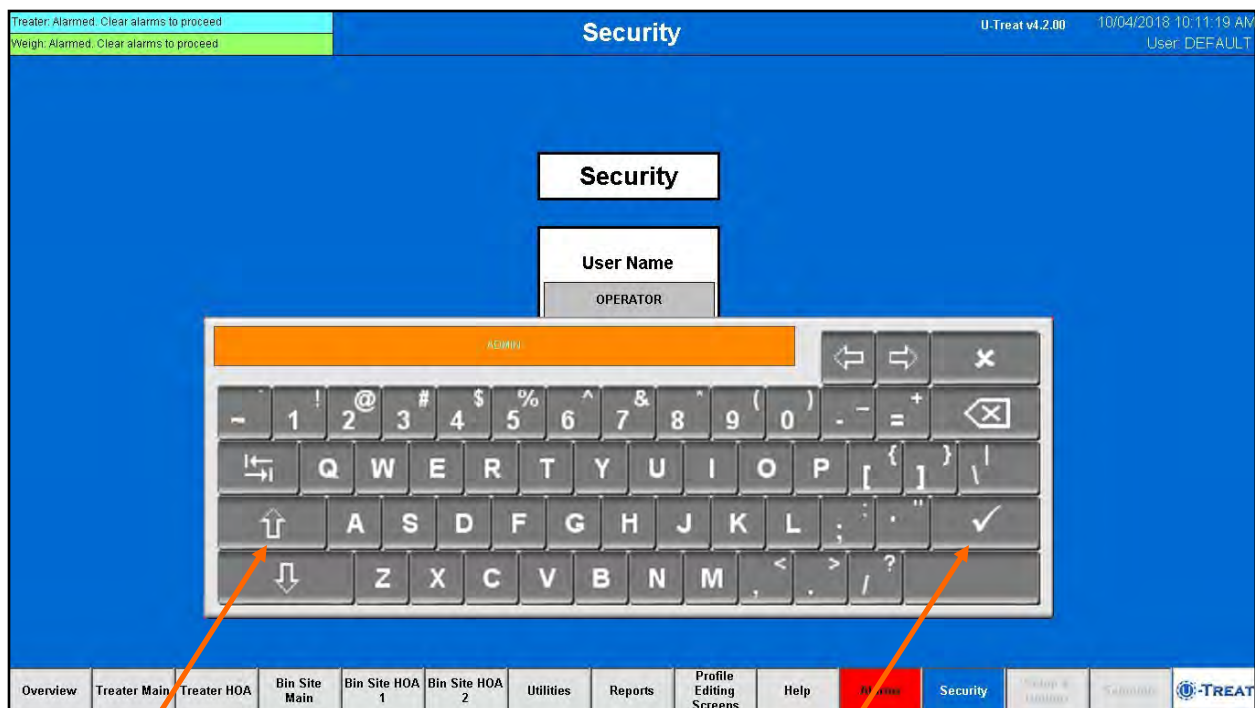 Treater: Alarmed. Clear alarms to proceed
Weigh: Alarmed. Clear alarms to proceed
Security
U-Treat v4.2.00
10/04/2018 10:11:19 AM
User: DEFAULT
Security
User Name
OPERATOR
ADMIN
~ ` 1 ! 2 @ 3 # 4 $ 5 % 6 ^ 7 & 8 * 9 ( 0 ) - _ = +
Q W E R T Y U I O P [ { ] } \ |
A S D F G H J K L ; : ' "
Z X C V B N M , < . > / ?
Overview
Treater Main
Treater HOA
Bin Site
Main
Bin Site HOA
1
Bin Site HOA
2
Utilities
Reports
Profile
Editing
Screens
Help
Alarms
Security
U-TREAT